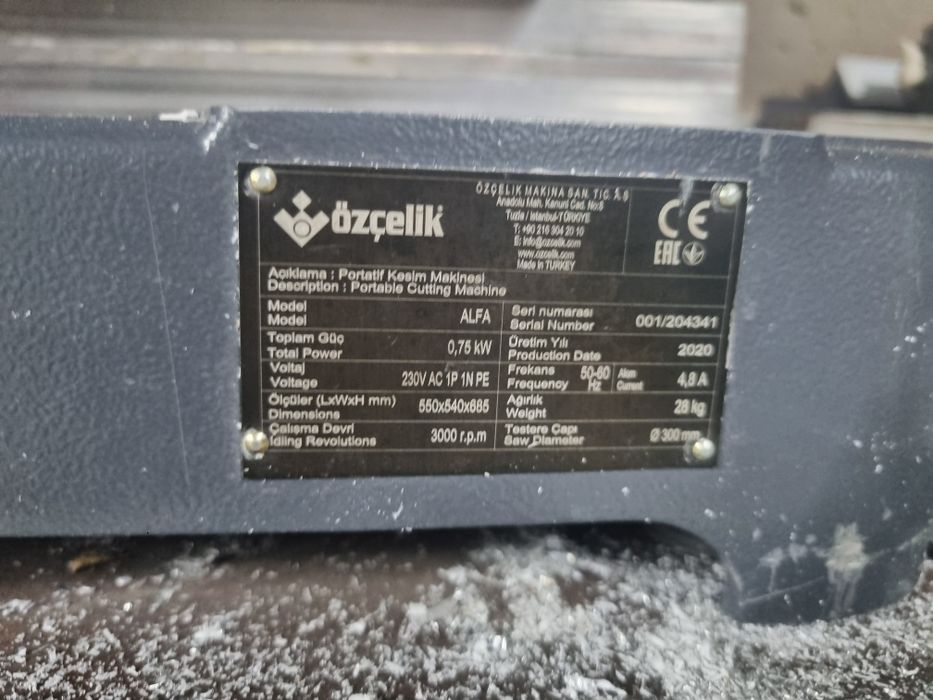 özçelik
ÖZÇELİK MAKİNA SAN. TİC. A.Ş
Anadolu Mah. Kanuni Cad. No:8
Tuzla / Istanbul-TÜRKİYE
T: +90 216 304 20 10
E: info@ozcelik.com
www.ozcelik.com
Made in TURKEY
CE
EAC
Açıklama : Portatif Kesim Makinesi
Description : Portable Cutting Machine
Model
Model
ALFA
Seri numarası
Serial Number
001/204341
Toplam Güç
Total Power
0,75 kW
Üretim Yılı
Production Date
2020
Voltaj
Voltage
230V AC 1P 1N PE
Frekans
Frequency
50-60
Hz
Akım
Current
4,8 A
Ölçüler (LxWxH mm)
Dimensions
550x540x685
Ağırlık
Weight
28 kg
Çalışma Devri
Idling Revolutions
3000 r.p.m
Testere Çapı
Saw Diameter
Ø 300 mm